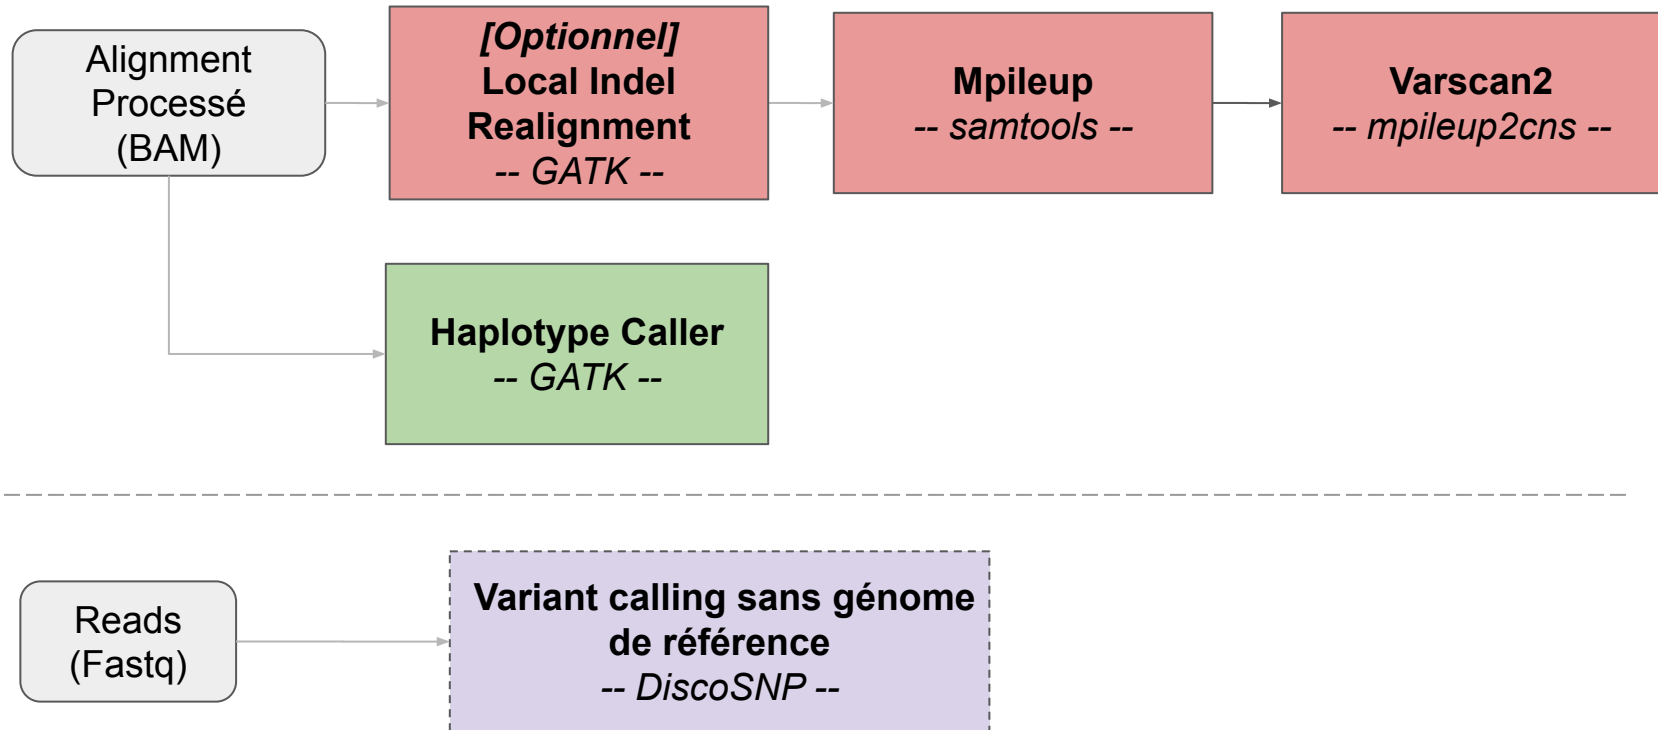 Alignment
Processé
(BAM)
[Optionnel]
Local Indel
Realignment
-- GATK --
Mpileup
-- samtools --
Varscan2
-- mpileup2cns --
Haplotype Caller
-- GATK --
Reads
(Fastq)
Variant calling sans génome
de référence
-- DiscoSNP --